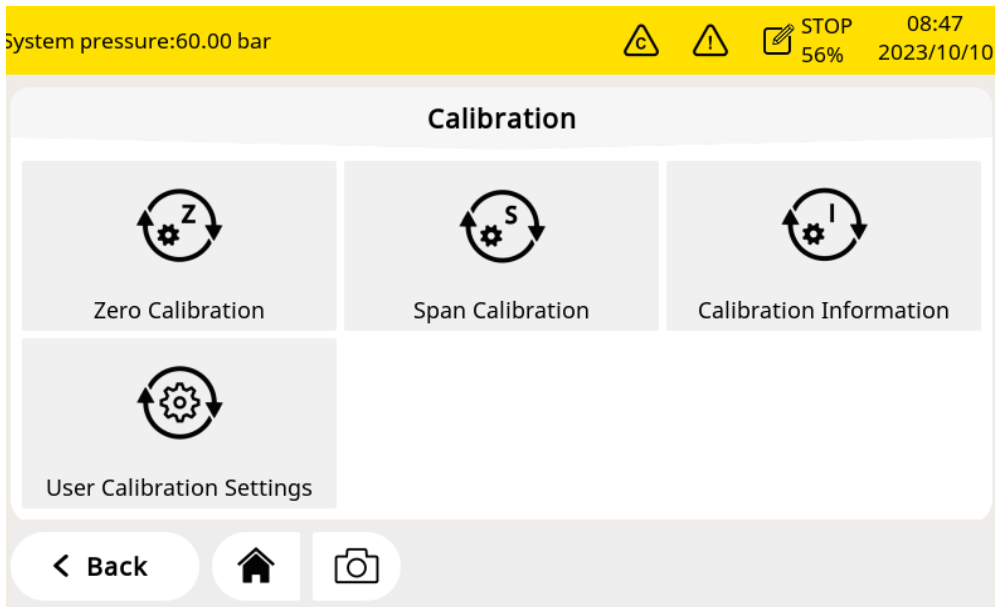 System pressure:60.00 bar
C
!
STOP
56%
08:47
2023/10/10
Calibration
Z
S
I
Zero Calibration
Span Calibration
Calibration Information
User Calibration Settings
< Back